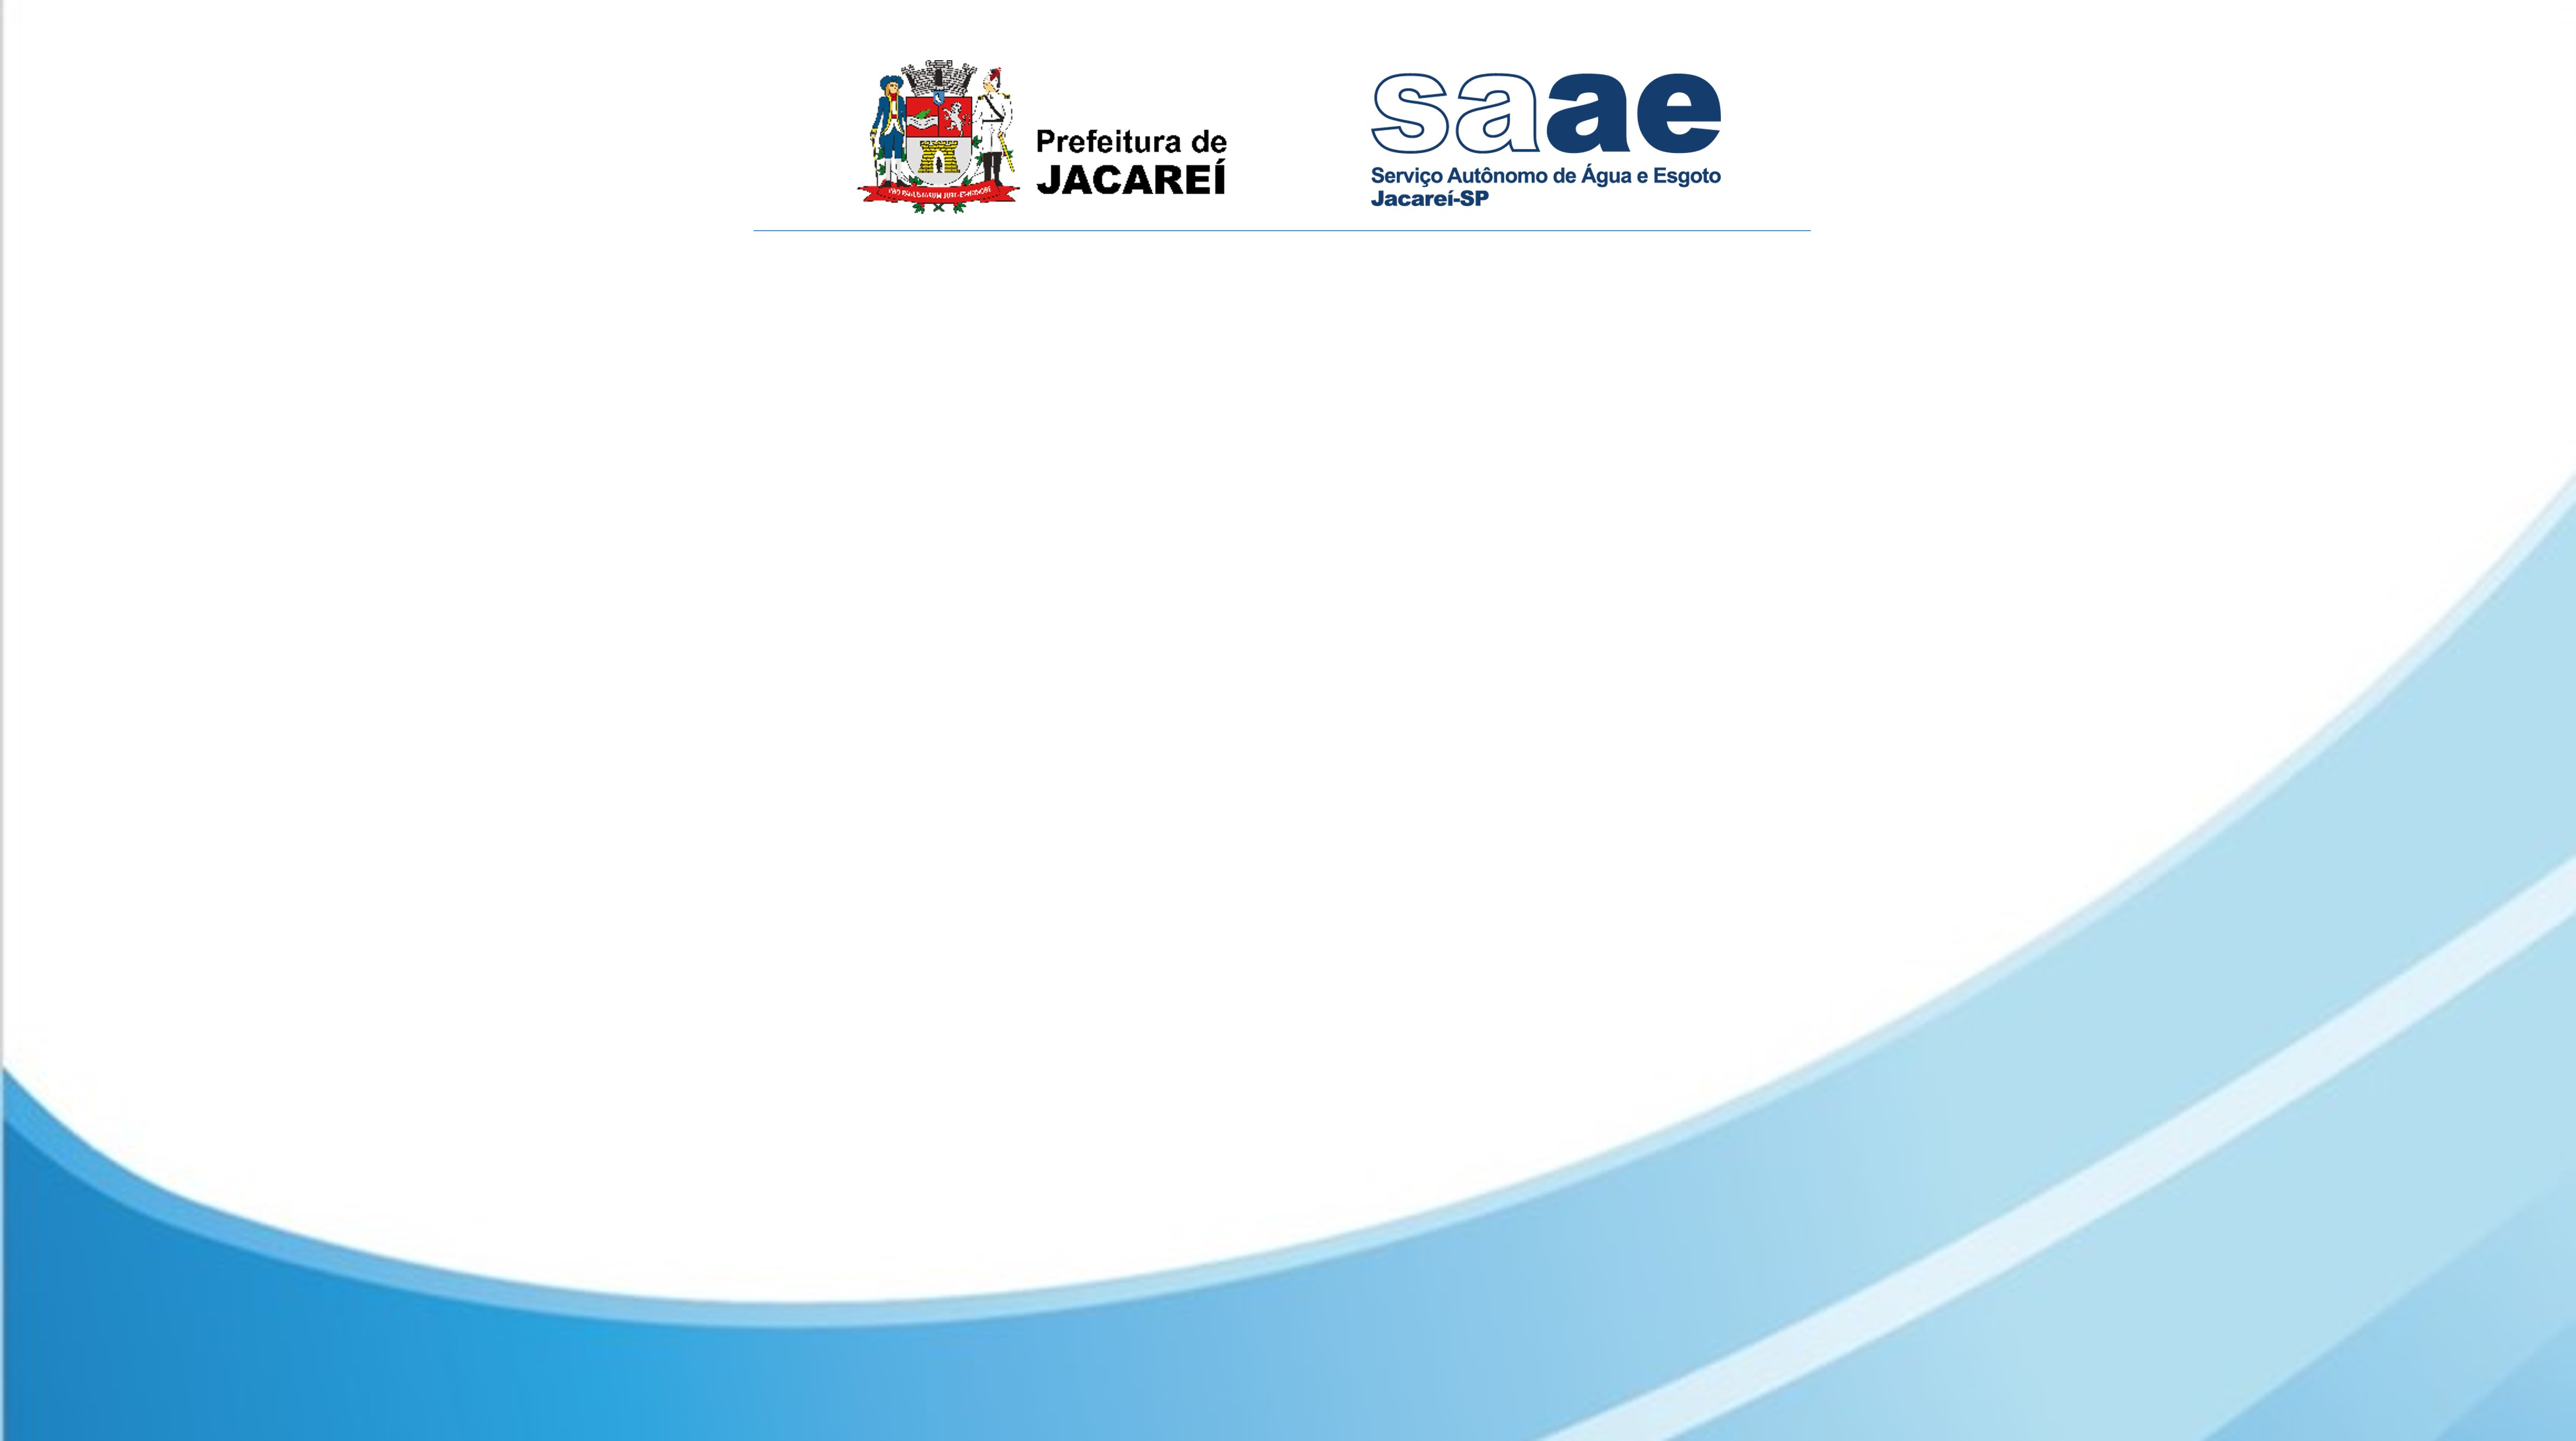 Prefeitura de
JACAREÍ
saae
Serviço Autônomo de Água e Esgoto
Jacareí-SP